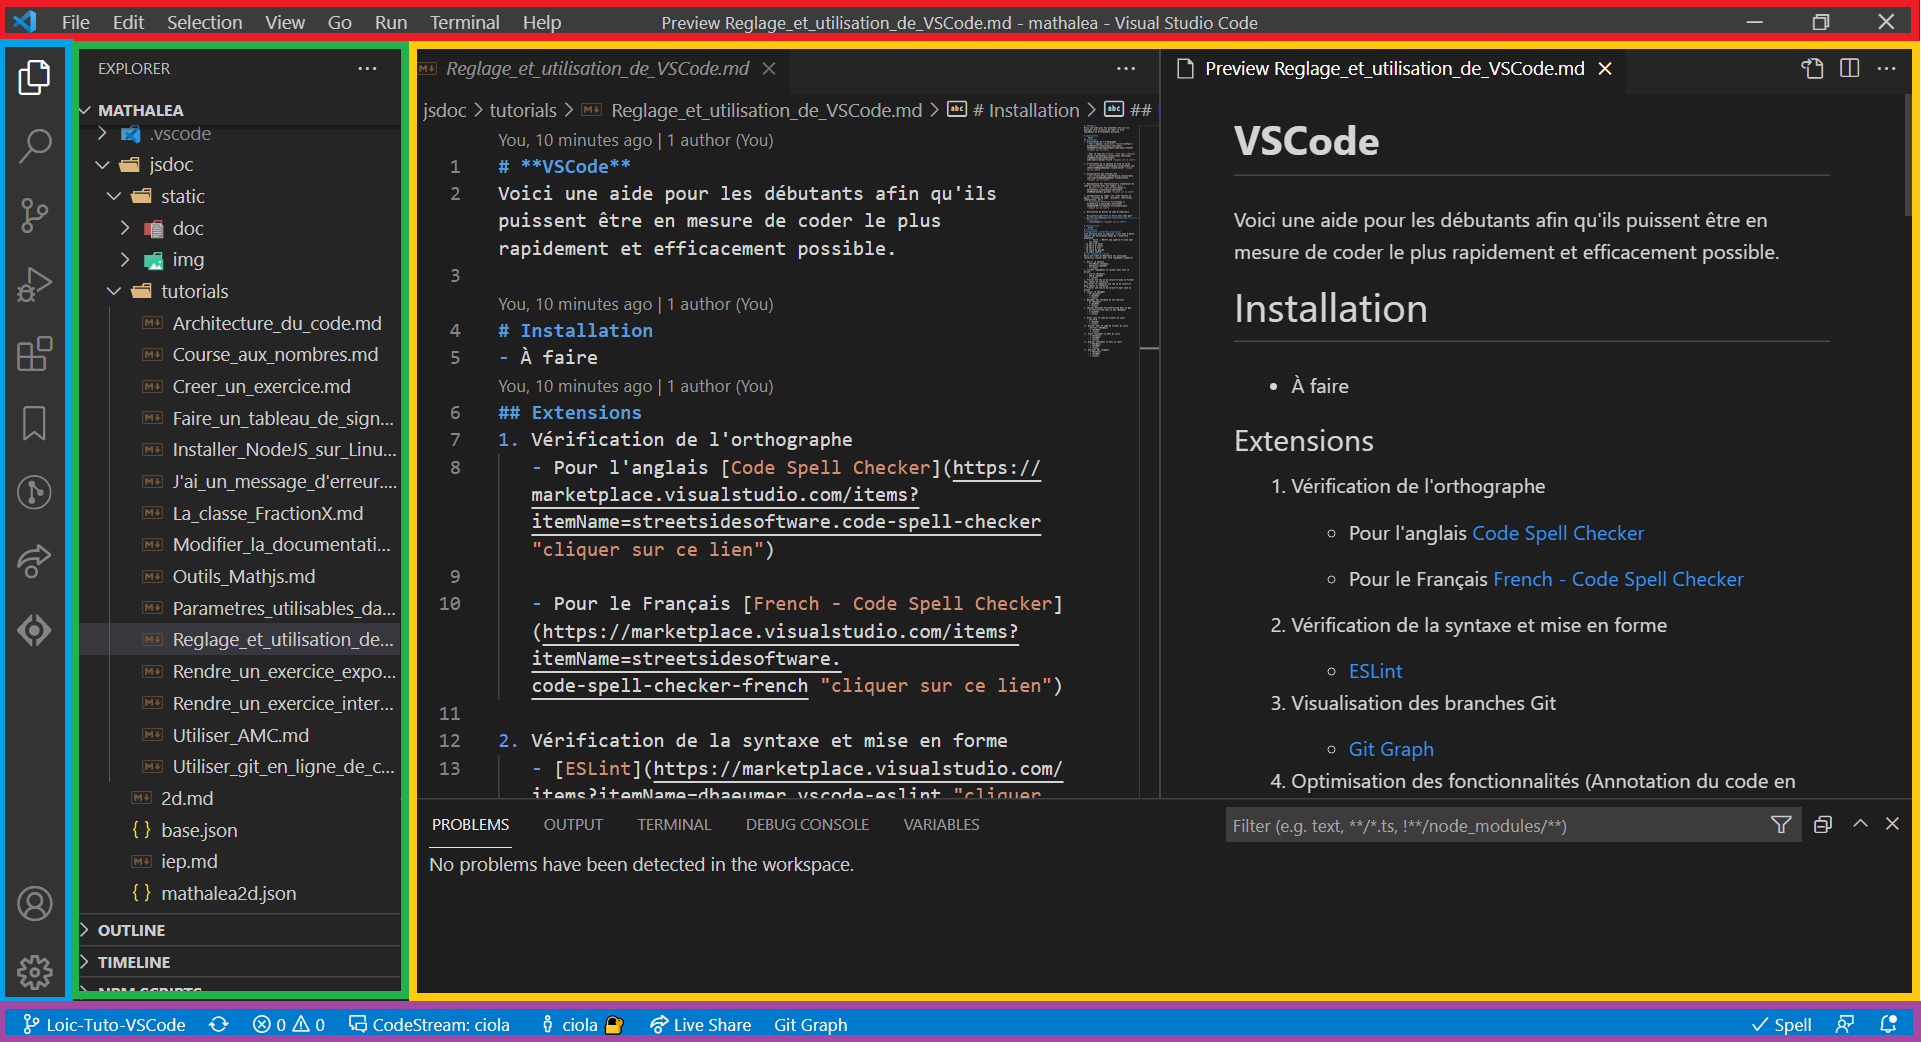 File Edit Selection View Go Run Terminal Help
Preview Reglage_et_utilisation_de_VSCode.md - mathalea - Visual Studio Code
EXPLORER
MATHALEA
.vscode
jsdoc
static
doc
img
tutorials
Architecture_du_code.md
Course_aux_nombres.md
Creer_un_exercice.md
Faire_un_tableau_de_sign...
Installer_NodeJS_sur_Linu...
J'ai_un_message_d'erreur....
La_classe_FractionX.md
Modifier_la_documentati...
Outils_Mathjs.md
Parametres_utilisables_da...
Reglage_et_utilisation_de...
Rendre_un_exercice_expo...
Rendre_un_exercice_inter...
Utiliser_AMC.md
Utiliser_git_en_ligne_de_c...
2d.md
{} base.json
iep.md
{} mathalea2d.json
OUTLINE
TIMELINE
NPM SCRIPTS
Reglage_et_utilisation_de_VSCode.md
jsdoc > tutorials > Reglage_et_utilisation_de_VSCode.md > # Installation > ##
You, 10 minutes ago | 1 author (You)
1 # **VSCode**
2 Voici une aide pour les débutants afin qu'ils
puissent être en mesure de coder le plus
rapidement et efficacement possible.
3
You, 10 minutes ago | 1 author (You)
4 # Installation
5 - À faire
You, 10 minutes ago | 1 author (You)
6 ## Extensions
7 1. Vérification de l'orthographe
8 - Pour l'anglais [Code Spell Checker](https://
marketplace.visualstudio.com/items?
itemName=streetsidesoftware.code-spell-checker
"cliquer sur ce lien")
9
10 - Pour le Français [French - Code Spell Checker]
(https://marketplace.visualstudio.com/items?
itemName=streetsidesoftware.
code-spell-checker-french "cliquer sur ce lien")
11
12 2. Vérification de la syntaxe et mise en forme
13 - [ESLint](https://marketplace.visualstudio.com/
items?itemName=dbaeumer.vscode-eslint "cliquer
Preview Reglage_et_utilisation_de_VSCode.md
VSCode
Voici une aide pour les débutants afin qu'ils puissent être en
mesure de coder le plus rapidement et efficacement possible.
Installation
• À faire
Extensions
1. Vérification de l'orthographe
◦ Pour l'anglais Code Spell Checker
◦ Pour le Français French - Code Spell Checker
2. Vérification de la syntaxe et mise en forme
◦ ESLint
3. Visualisation des branches Git
◦ Git Graph
4. Optimisation des fonctionnalités (Annotation du code en
PROBLEMS OUTPUT TERMINAL DEBUG CONSOLE VARIABLES
Filter (e.g. text, **/*.ts, !**/node_modules/**)
No problems have been detected in the workspace.
Loic-Tuto-VSCode 0 0 CodeStream: ciola ciola Live Share Git Graph Spell